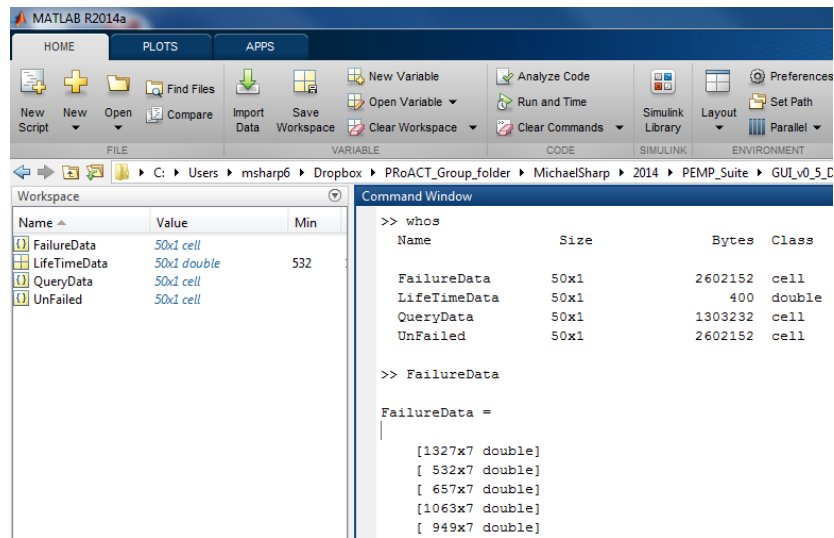 MATLAB R2014a
HOME PLOTS APPS
New Script
New
Open
Find Files
Compare
Import Data
Save Workspace
New Variable
Open Variable
Clear Workspace
Analyze Code
Run and Time
Clear Commands
Simulink Library
Layout
Preferences
Set Path
Parallel
FILE VARIABLE CODE SIMULINK ENVIRONMENT
C: Users msharp6 Dropbox PRoACT_Group_folder MichaelSharp 2014 PEMP_Suite GUI_v0_5_D
Workspace
Name Value Min
FailureData 50x1 cell
LifeTimeData 50x1 double 532
QueryData 50x1 cell
UnFailed 50x1 cell
Command Window
>> whos
Name Size Bytes Class
FailureData 50x1 2602152 cell
LifeTimeData 50x1 400 double
QueryData 50x1 1303232 cell
UnFailed 50x1 2602152 cell
>> FailureData
FailureData =
[1327x7 double]
[ 532x7 double]
[ 657x7 double]
[1063x7 double]
[ 949x7 double]